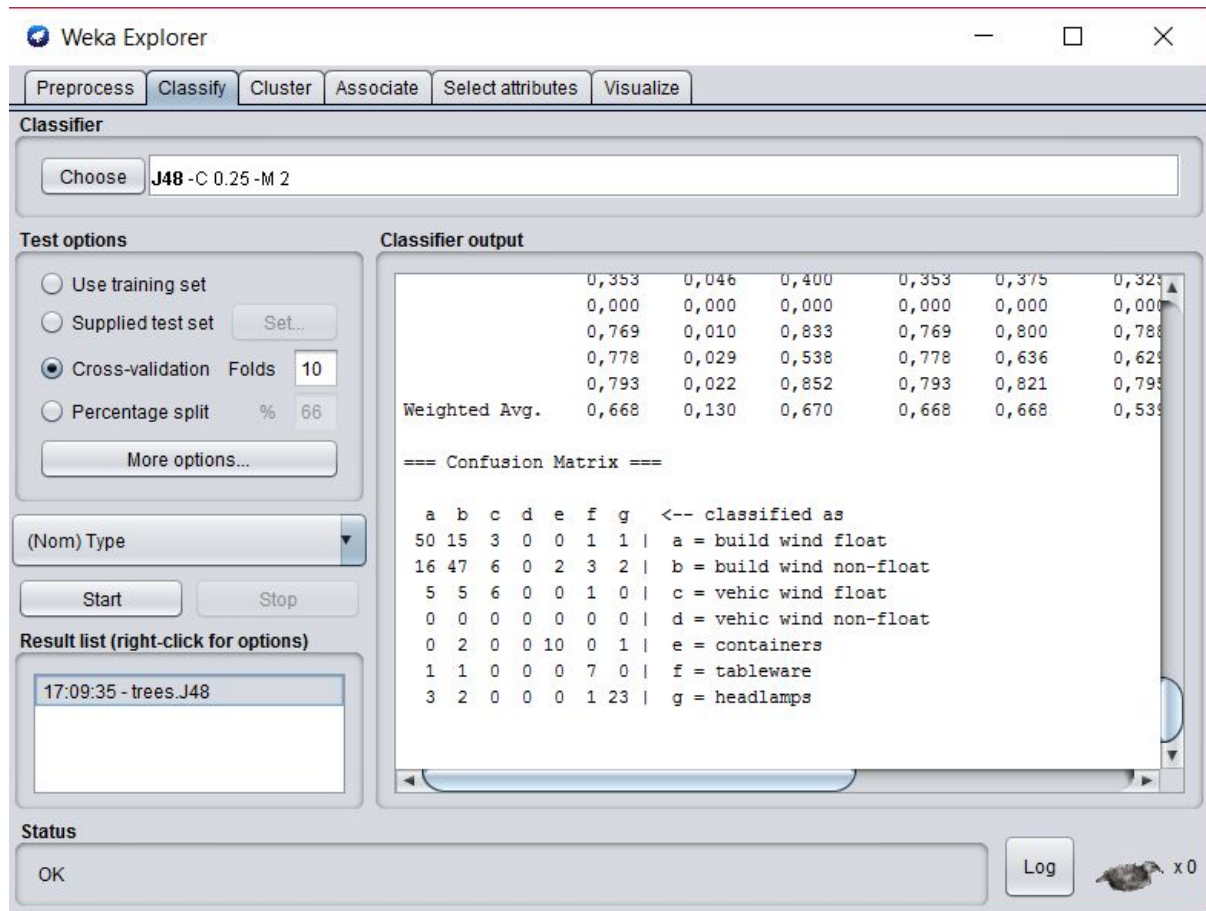 Weka Explorer
Preprocess Classify Cluster Associate Select attributes Visualize
Classifier
Choose J48 -C 0.25 -M 2
Test options
Use training set
Supplied test set Set...
Cross-validation Folds 10
Percentage split % 66
More options...
(Nom) Type
Start Stop
Result list (right-click for options)
17:09:35 - trees.J48
Classifier output
0,353 0,046 0,400 0,353 0,375
0,000 0,000 0,000 0,000 0,000
0,769 0,010 0,833 0,769 0,800
0,778 0,029 0,538 0,778 0,636
0,793 0,022 0,852 0,793 0,821
Weighted Avg. 0,668 0,130 0,670 0,668 0,668
=== Confusion Matrix ===
a b c d e f g <-- classified as
50 15 3 0 0 1 1 | a = build wind float
16 47 6 0 2 3 2 | b = build wind non-float
5 5 6 0 0 1 0 | c = vehic wind float
0 0 0 0 0 0 0 | d = vehic wind non-float
0 2 0 0 10 0 1 | e = containers
1 1 0 0 0 7 0 | f = tableware
3 2 0 0 0 1 23 | g = headlamps
Status
OK
Log
x 0